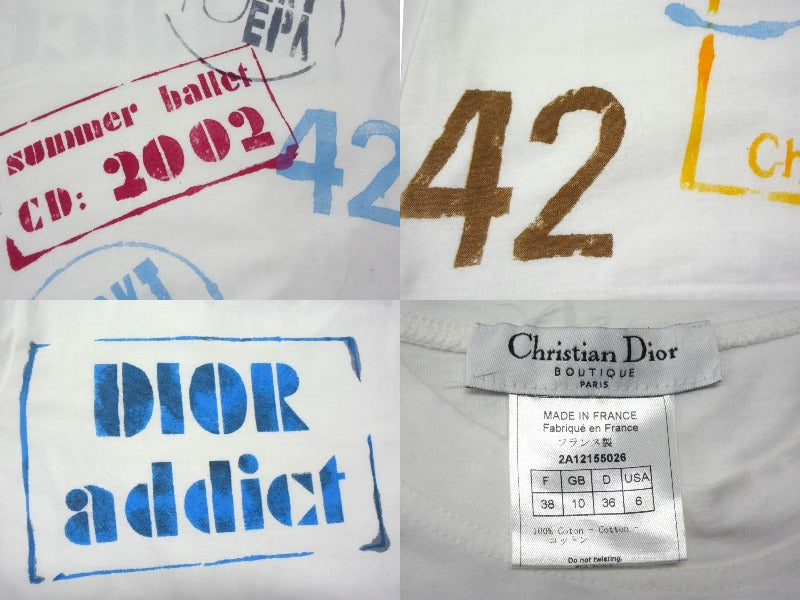 EPA
summer ballet
CD: 2002
42
42
Ch
DIOR
addict
Christian Dior
BOUTIQUE
PARIS
MADE IN FRANCE
Fabriqué en France
フランス製
2A12155026
F GB D USA
38 10 36 6
100% Coton - Cotton -
コットン
Do not twisting.